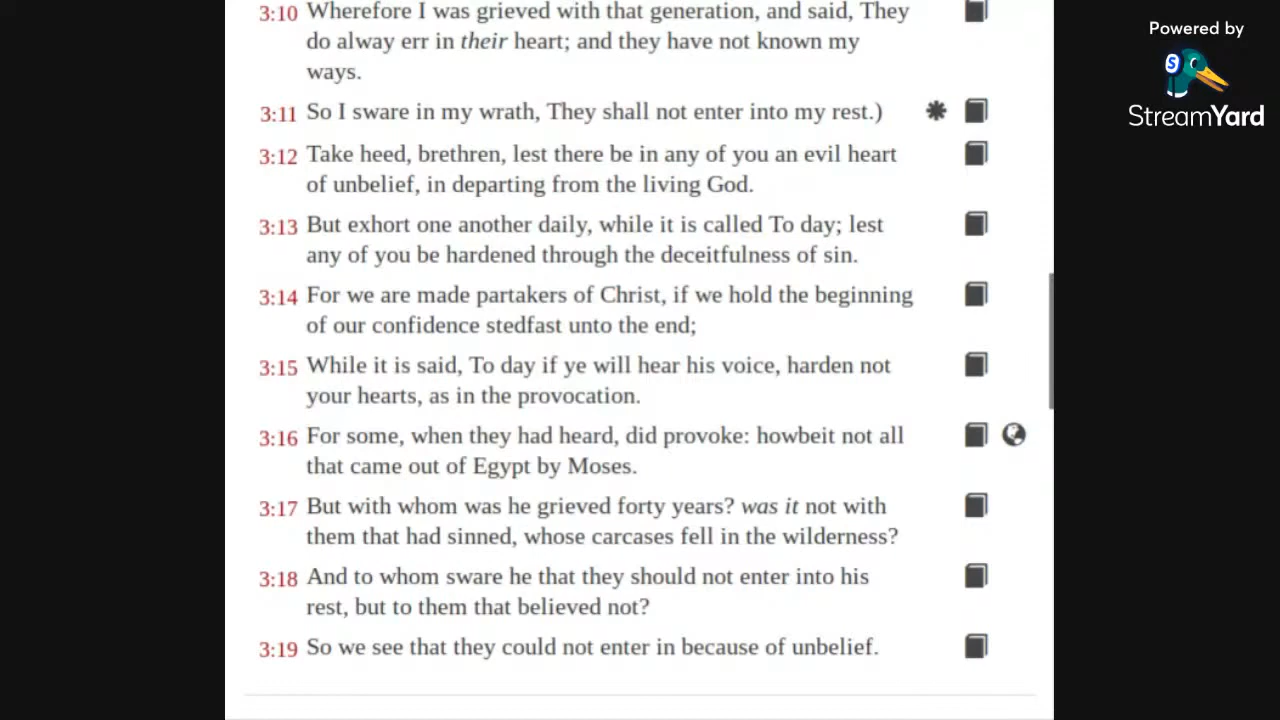 3:10 Wherefore I was grieved with that generation, and said, They
do alway err in their heart; and they have not known my
ways.
3:11 So I sware in my wrath, They shall not enter into my rest.)
3:12 Take heed, brethren, lest there be in any of you an evil heart
of unbelief, in departing from the living God.
3:13 But exhort one another daily, while it is called To day; lest
any of you be hardened through the deceitfulness of sin.
3:14 For we are made partakers of Christ, if we hold the beginning
of our confidence stedfast unto the end;
3:15 While it is said, To day if ye will hear his voice, harden not
your hearts, as in the provocation.
3:16 For some, when they had heard, did provoke: howbeit not all
that came out of Egypt by Moses.
3:17 But with whom was he grieved forty years? was it not with
them that had sinned, whose carcases fell in the wilderness?
3:18 And to whom sware he that they should not enter into his
rest, but to them that believed not?
3:19 So we see that they could not enter in because of unbelief.
Powered by
S
StreamYard